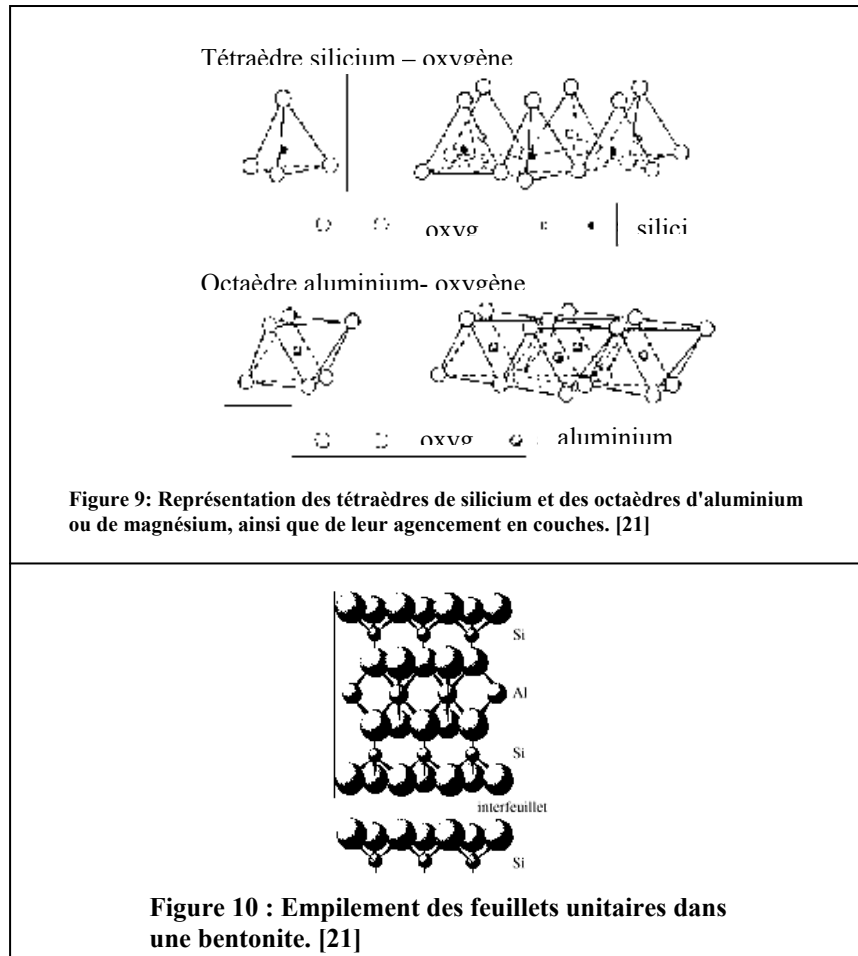 Tétraèdre silicium – oxygène
oxyg silici
Octaèdre aluminium- oxygène
oxyg aluminium
Figure 9: Représentation des tétraèdres de silicium et des octaèdres d'aluminium
ou de magnésium, ainsi que de leur agencement en couches. [21]
Si
Al
Si
interfeuillet
Si
Figure 10 : Empilement des feuillets unitaires dans
une bentonite. [21]